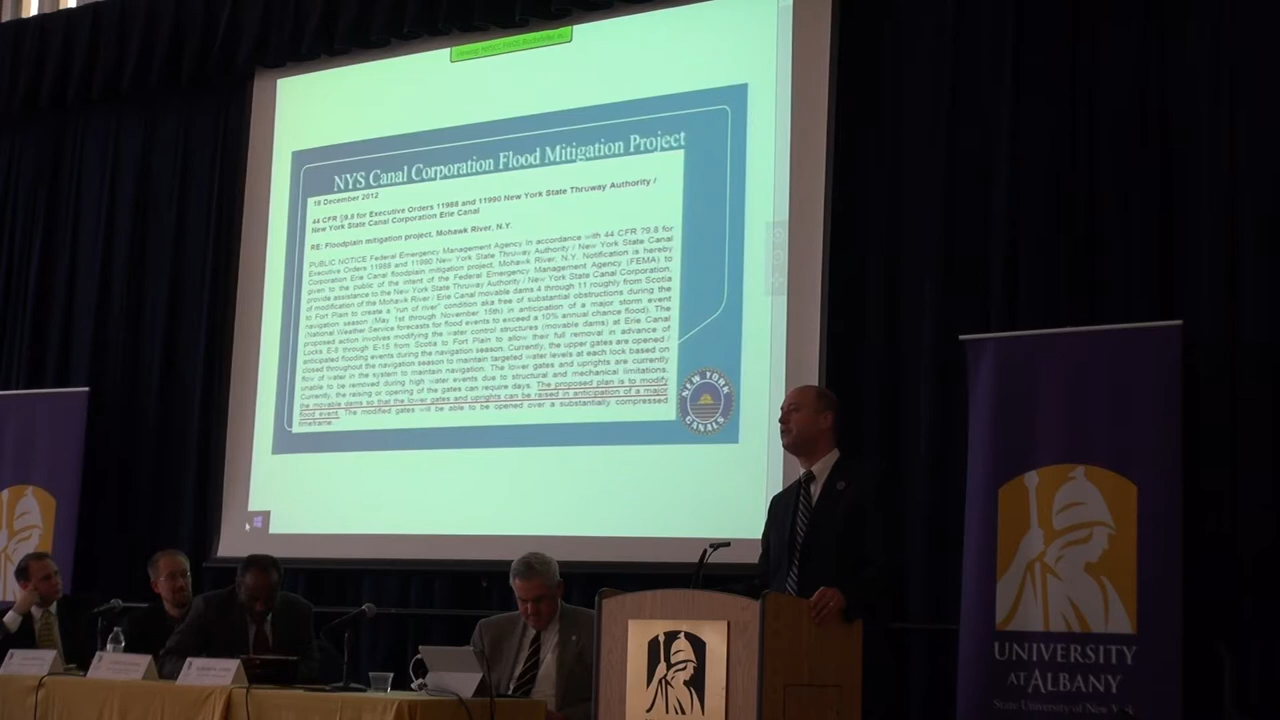 NYS Canal Corporation Flood Mitigation Project
18 December 2012
44 CFR §9.8 for Executive Orders 11988 and 11990 New York State Thruway Authority /
New York State Canal Corporation Erie Canal
RE: Floodplain mitigation project, Mohawk River, N.Y.
PUBLIC NOTICE Federal Emergency Management Agency in accordance with 44 CFR ?9.8 for
Executive Orders 11988 and 11990 New York State Thruway Authority / New York State Canal
Corporation Erie Canal floodplain mitigation project, Mohawk River, N.Y. Notification is hereby
given to the public of the intent of the Federal Emergency Management Agency (FEMA) to
provide assistance to the New York State Thruway Authority / New York State Canal Corporation,
of modification of the Mohawk River / Erie Canal movable dams 4 through 11 roughly from Scotia
to Fort Plain to create a "run of river" condition aka free of substantial obstructions during the
navigation season (May 1st through November 15th) in anticipation of a major storm event
(National Weather Service forecasts for flood events to exceed a 10% annual chance flood). The
proposed action involves modifying the water control structures (movable dams) at Erie Canal
Locks E-8 through E-15 from Scotia to Fort Plain to allow their full removal in advance of
anticipated flooding events during the navigation season. Currently, the upper gates are opened /
closed throughout the navigation season to maintain targeted water levels at each lock based on
flow of water in the system to maintain navigation. The lower gates and uprights are currently
unable to be removed during high water events due to structural and mechanical limitations.
Currently, the raising or opening of the gates can require days. The proposed plan is to modify
the movable dams so that the lower gates and uprights can be raised in anticipation of a major
flood event. The modified gates will be able to be opened over a substantially compressed
timeframe.
NEW YORK
CANALS
UNIVERSITY
AT ALBANY
State University of New York